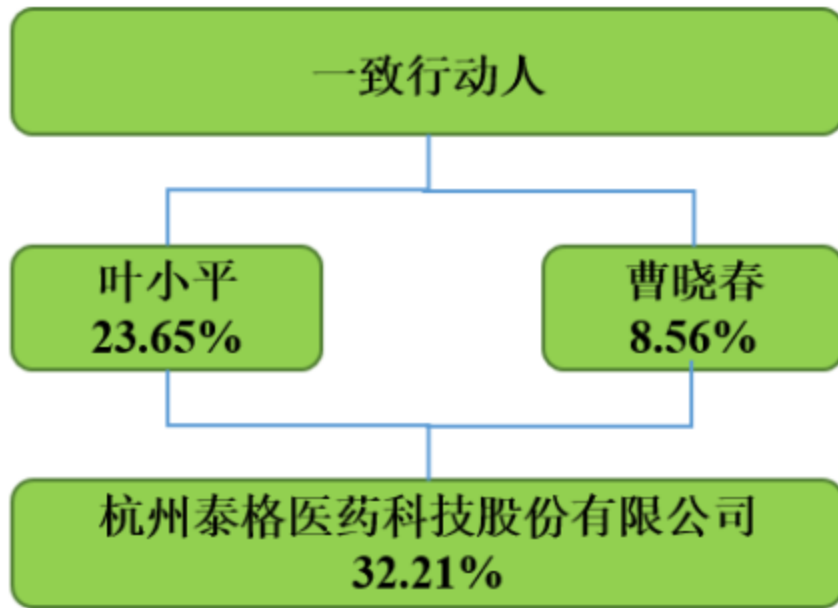 一致行动人
叶小平
23.65%
曹晓春
8.56%
杭州泰格医药科技股份有限公司
32.21%